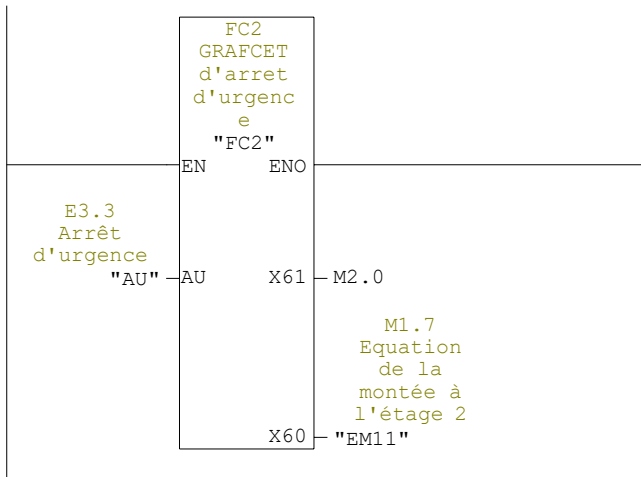 FC2
GRAFCET
d'arret
d'urgenc
e
"FC2"
EN ENO
E3.3
Arrêt
d'urgence
"AU" AU X61 M2.0
M1.7
Equation
de la
montée à
l'étage 2
X60 "EM11"